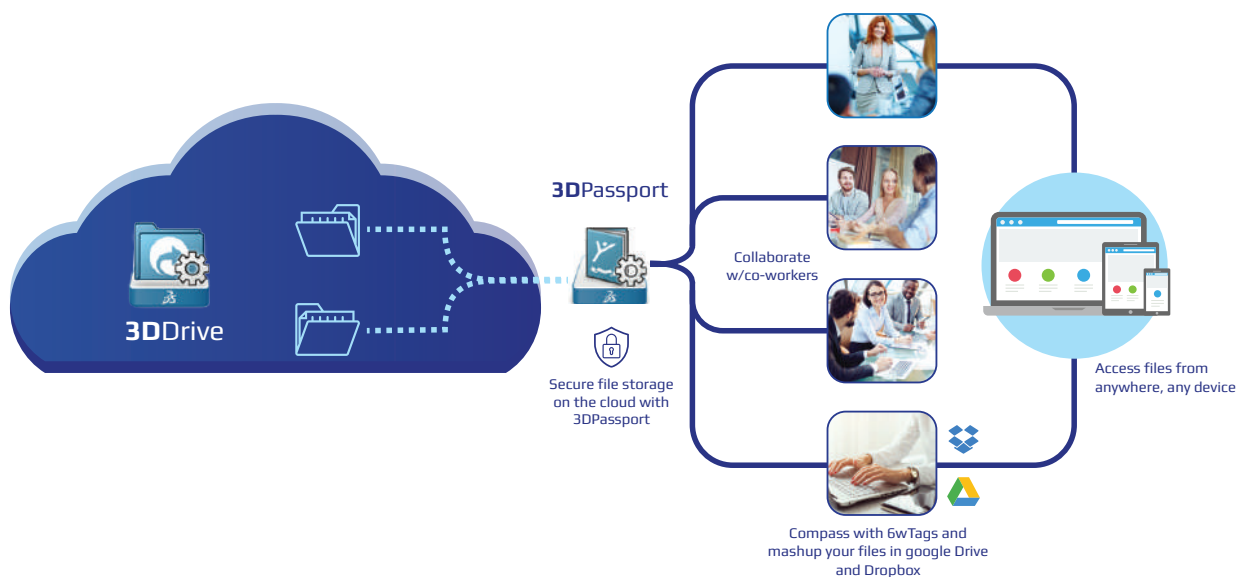 3DDrive
3DPassport
Secure file storage
on the cloud with
3DPassport
Collaborate
w/co-workers
Compass with 6wTags and
mashup your files in google Drive
and Dropbox
Access files from
anywhere, any device